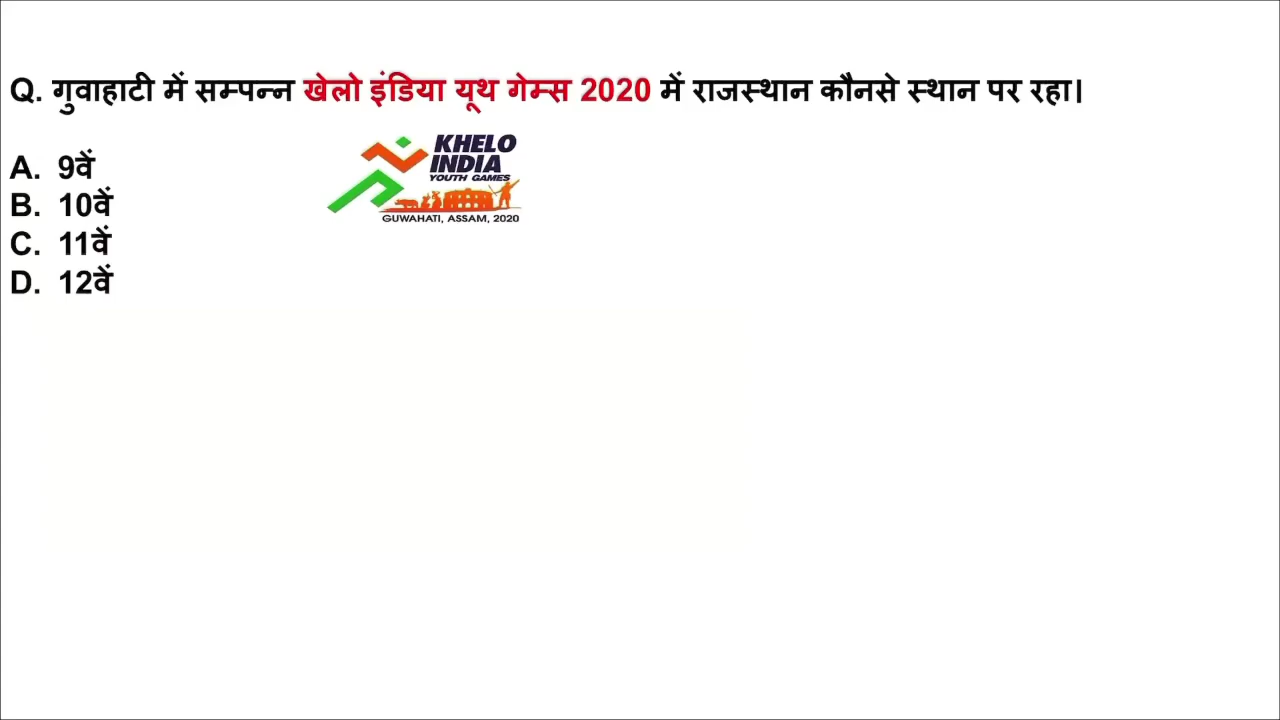 Q. गुवाहाटी में सम्पन्न खेलो इंडिया यूथ गेम्स 2020 में राजस्थान कौनसे स्थान पर रहा।
A. 9वें
B. 10वें
C. 11वें
D. 12वें
KHELO
INDIA
YOUTH GAMES
GUWAHATI, ASSAM, 2020